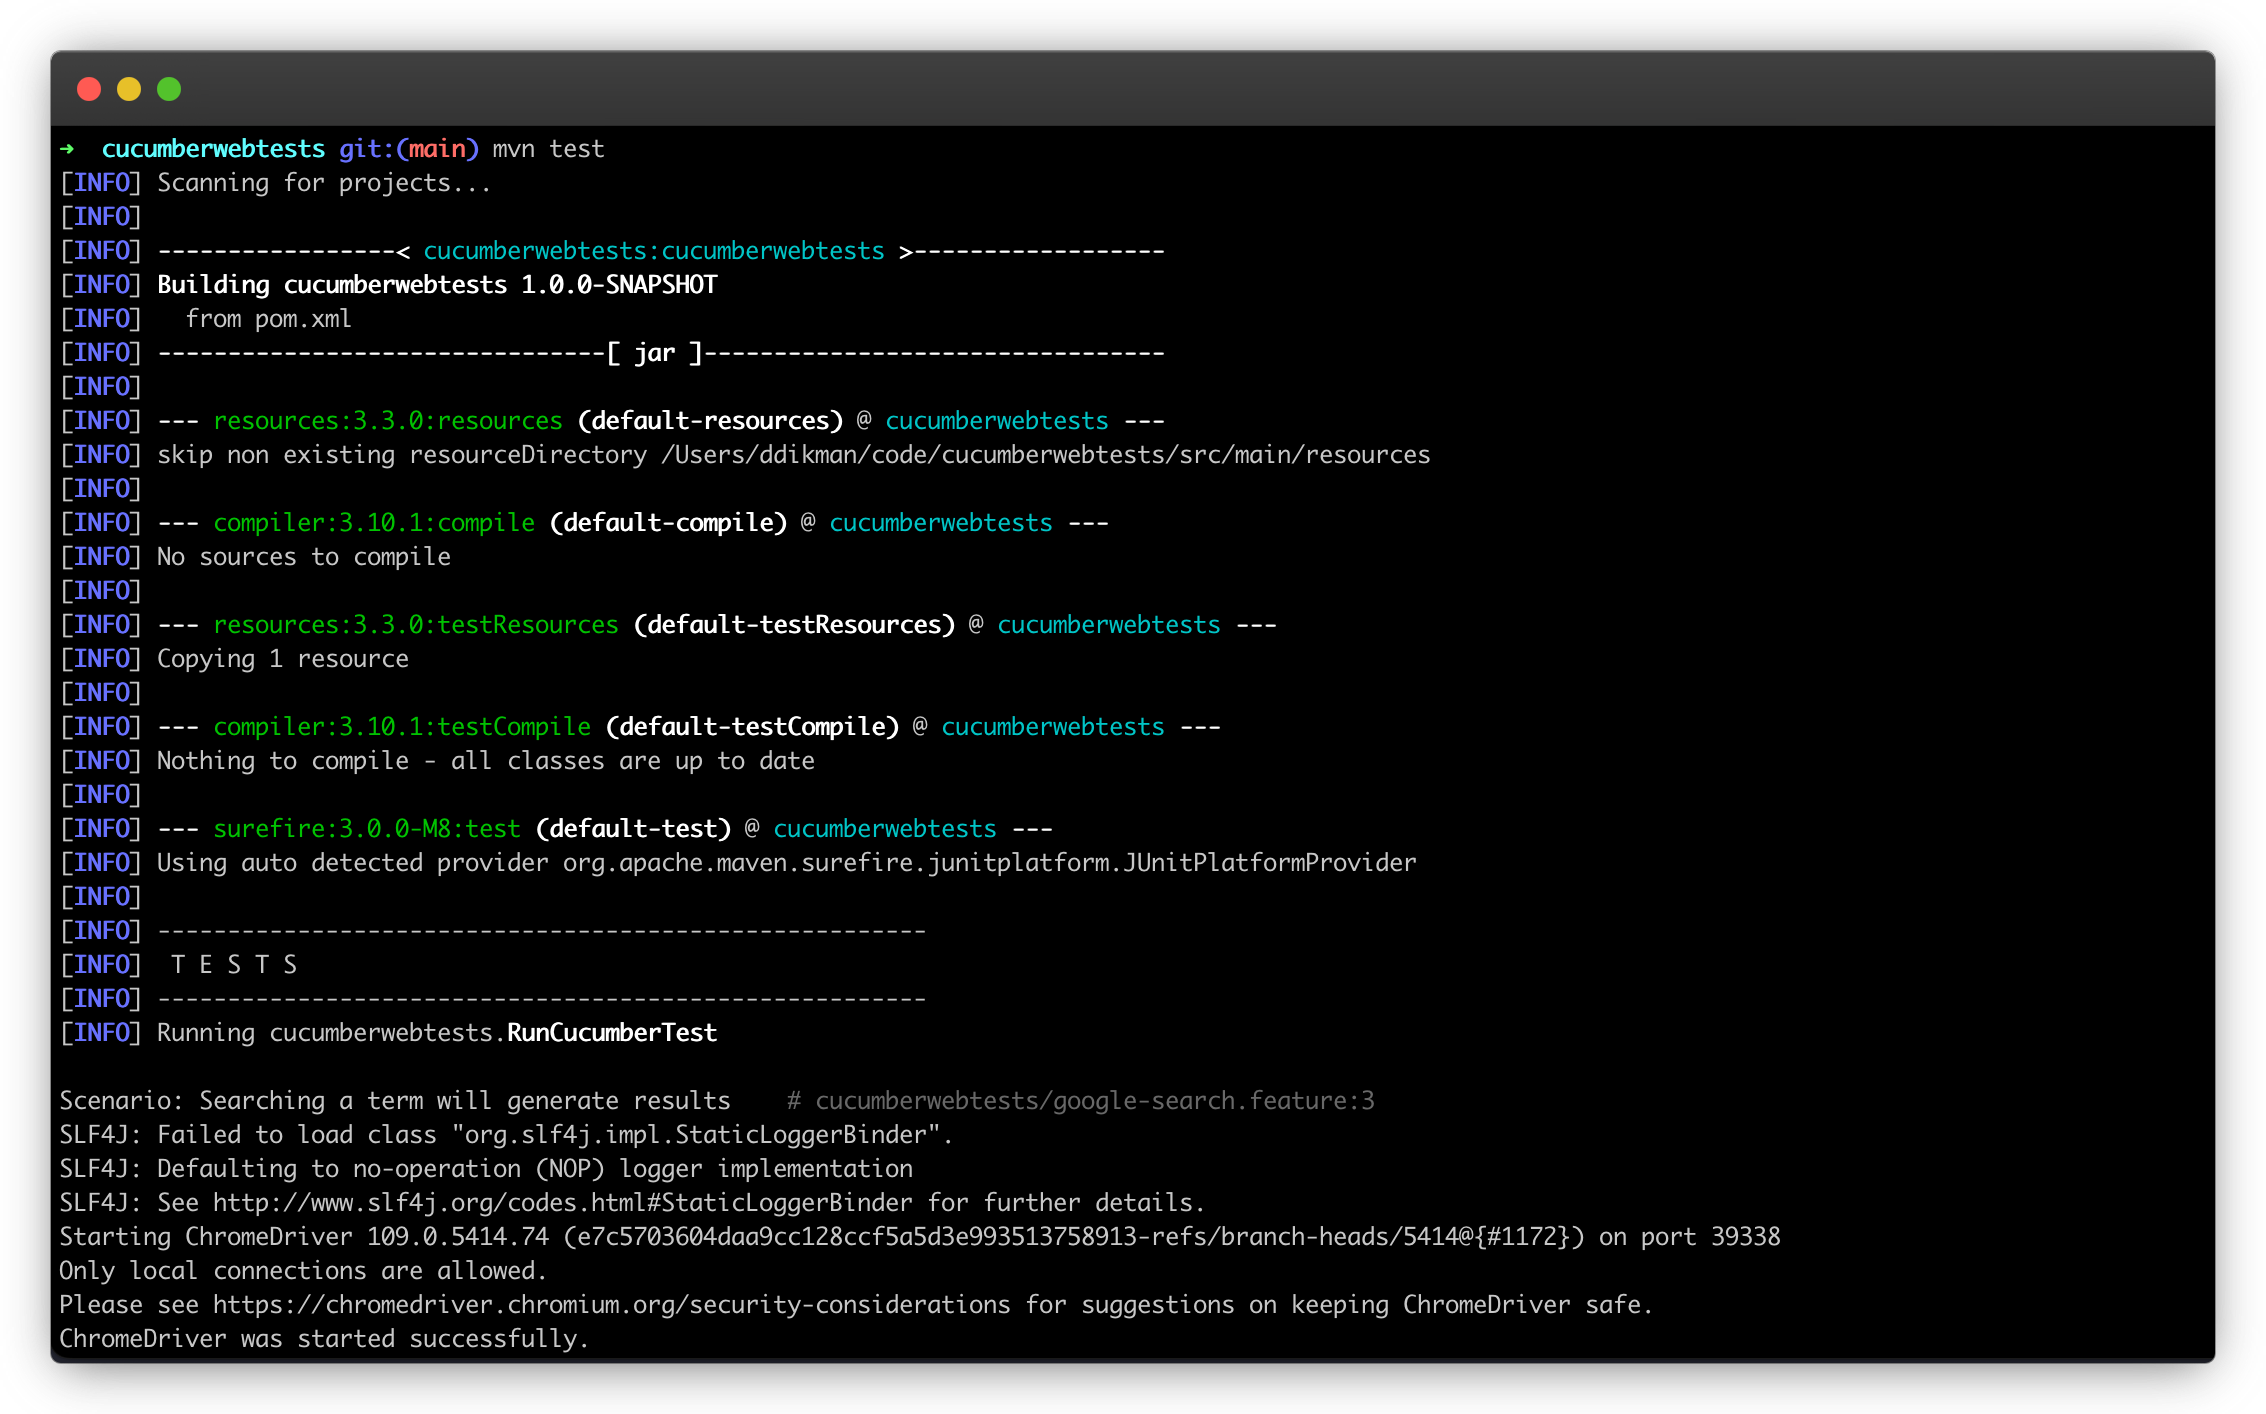 ➜  cucumberwebtests git:(main) mvn test
[INFO] Scanning for projects...
[INFO]
[INFO] -----------------< cucumberwebtests:cucumberwebtests >------------------
[INFO] Building cucumberwebtests 1.0.0-SNAPSHOT
[INFO]   from pom.xml
[INFO] --------------------------------[ jar ]---------------------------------
[INFO]
[INFO] --- resources:3.3.0:resources (default-resources) @ cucumberwebtests ---
[INFO] skip non existing resourceDirectory /Users/ddikman/code/cucumberwebtests/src/main/resources
[INFO]
[INFO] --- compiler:3.10.1:compile (default-compile) @ cucumberwebtests ---
[INFO] No sources to compile
[INFO]
[INFO] --- resources:3.3.0:testResources (default-testResources) @ cucumberwebtests ---
[INFO] Copying 1 resource
[INFO]
[INFO] --- compiler:3.10.1:testCompile (default-testCompile) @ cucumberwebtests ---
[INFO] Nothing to compile - all classes are up to date
[INFO]
[INFO] --- surefire:3.0.0-M8:test (default-test) @ cucumberwebtests ---
[INFO] Using auto detected provider org.apache.maven.surefire.junitplatform.JUnitPlatformProvider
[INFO]
[INFO] -------------------------------------------------------
[INFO]  T E S T S
[INFO] -------------------------------------------------------
[INFO] Running cucumberwebtests.RunCucumberTest
Scenario: Searching a term will generate results    # cucumberwebtests/google-search.feature:3
SLF4J: Failed to load class "org.slf4j.impl.StaticLoggerBinder".
SLF4J: Defaulting to no-operation (NOP) logger implementation
SLF4J: See http://www.slf4j.org/codes.html#StaticLoggerBinder for further details.
Starting ChromeDriver 109.0.5414.74 (e7c5703604daa9cc128ccf5a5d3e993513758913-refs/branch-heads/5414@{#1172}) on port 39338
Only local connections are allowed.
Please see https://chromedriver.chromium.org/security-considerations for suggestions on keeping ChromeDriver safe.
ChromeDriver was started successfully.